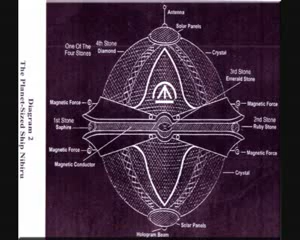 Diagram 2
The Planet-Sized Ship Nibiru
Antenna
Solar Panels
4th Stone
Diamond
One Of The
Four Stones
Crystal
3rd Stone
Emerald Stone
Magnetic Force
Magnetic Force
1st Stone
Saphire
2nd Stone
Ruby Stone
Magnetic Force
Magnetic Force
Magnetic Conductor
Crystal
Solar Panels
Hologram Beam